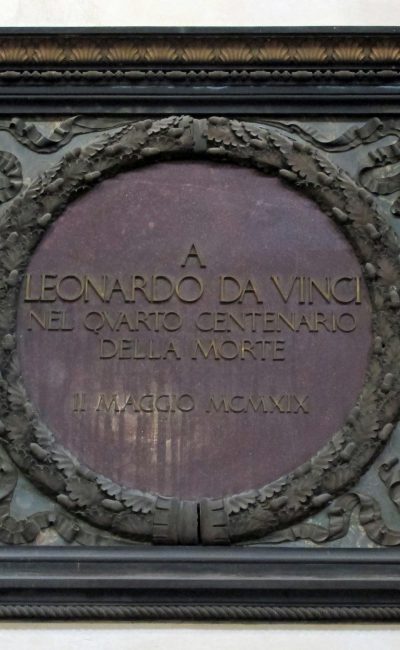 A
LEONARDO DA VINCI
NEL QVARTO CENTENARIO
DELLA MORTE
II MAGGIO MCMXIX